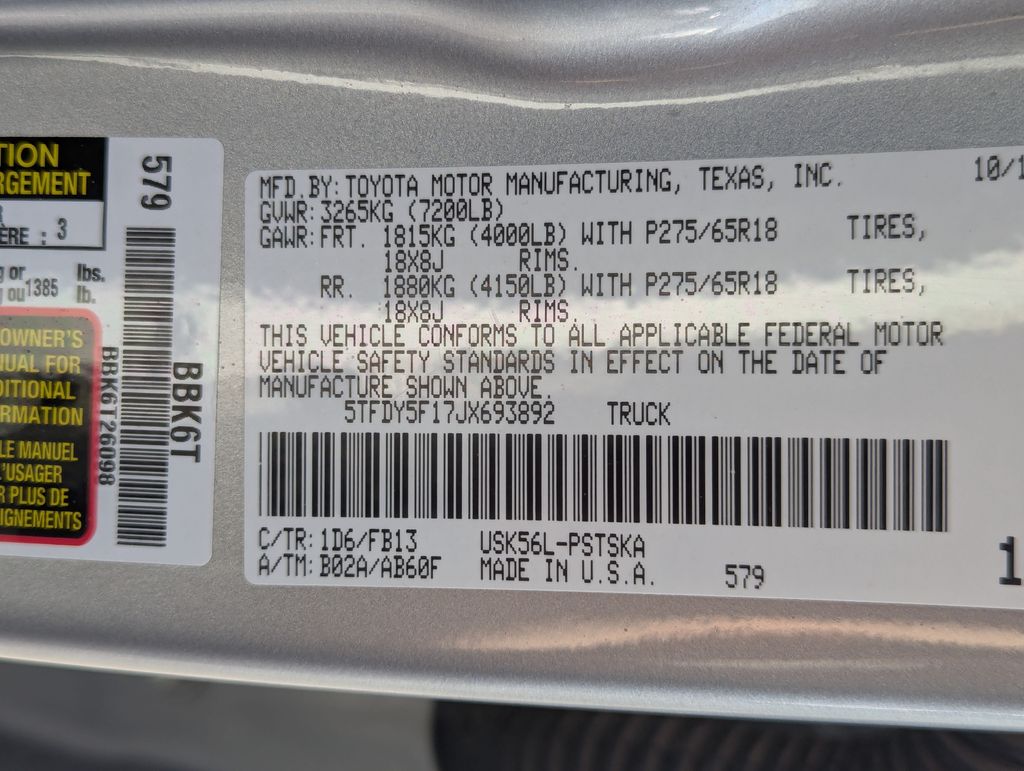 TION
RGEMENT
R
ÈRE : 3
g or lbs.
g ou 1385 lb.
OWNER'S
NUAL FOR
DITIONAL
ORMATION
LE MANUEL
L'USAGER
R PLUS DE
IGNEMENTS
579
BBK6T
BBK6T26098
MFD.BY:TOYOTA MOTOR MANUFACTURING, TEXAS, INC. 10/1
GVWR:3265KG (7200LB)
GAWR:FRT. 1815KG (4000LB) WITH P275/65R18 TIRES,
18X8J RIMS.
RR. 1880KG (4150LB) WITH P275/65R18 TIRES,
18X8J RIMS.
THIS VEHICLE CONFORMS TO ALL APPLICABLE FEDERAL MOTOR
VEHICLE SAFETY STANDARDS IN EFFECT ON THE DATE OF
MANUFACTURE SHOWN ABOVE.
5TFDY5F17JX693892 TRUCK
C/TR:1D6/FB13 USK56L-PSTSKA
A/TM:B02A/AB60F MADE IN U.S.A. 579
1